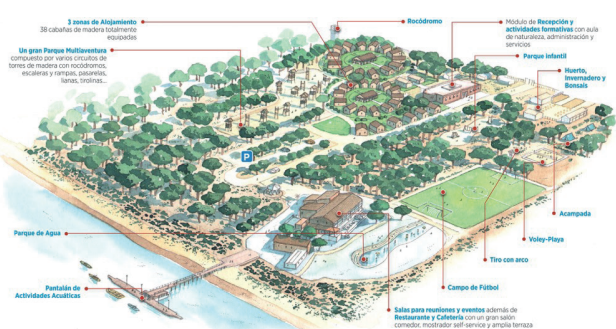 3 zonas de Alojamiento
38 cabañas de madera totalmente
equipadas
Un gran Parque Multiaventura
compuesto por varios circuitos de
torres de madera con rocódromos,
escaleras y rampas, pasarelas,
lianas, tirolinas...
Rocódromo
Módulo de Recepción y
actividades formativas con aula
de naturaleza, administración y
servicios
Parque Infantil
Huerto,
Invernadero y
Bonsais
P
Acampada
Voley-Playa
Tiro con arco
Campo de Fútbol
Parque de Agua
Pantalán de
Actividades Acuáticas
Salas para reuniones y eventos además de
Restaurante y Cafetería con un gran salón
comedor, mostrador self-service y amplia terraza